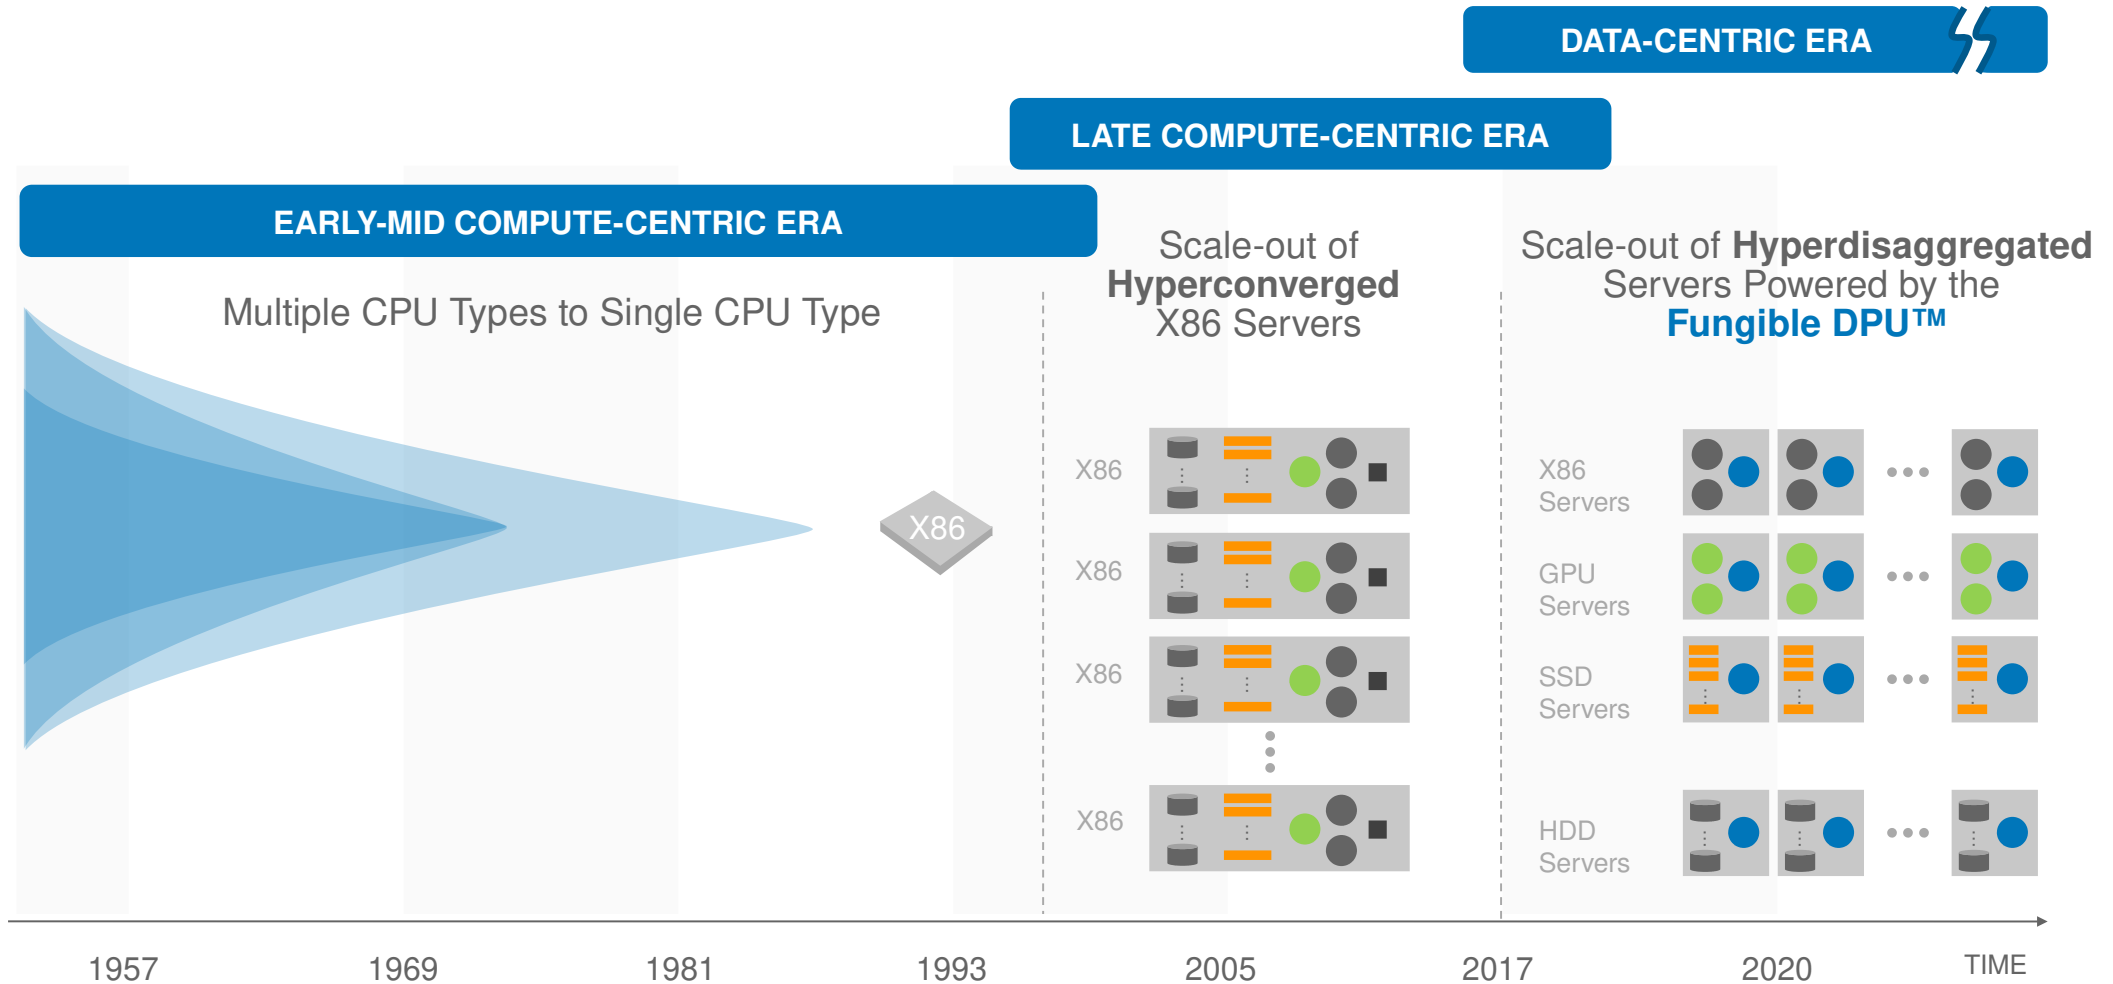 DATA-CENTRIC ERA
LATE COMPUTE-CENTRIC ERA
EARLY-MID COMPUTE-CENTRIC ERA
Multiple CPU Types to Single CPU Type
X86
Scale-out of
Hyperconverged
X86 Servers
X86
X86
X86
X86
Scale-out of Hyperdisaggregated
Servers Powered by the
Fungible DPU™
X86
Servers
GPU
Servers
SSD
Servers
HDD
Servers
1957
1969
1981
1993
2005
2017
2020
TIME